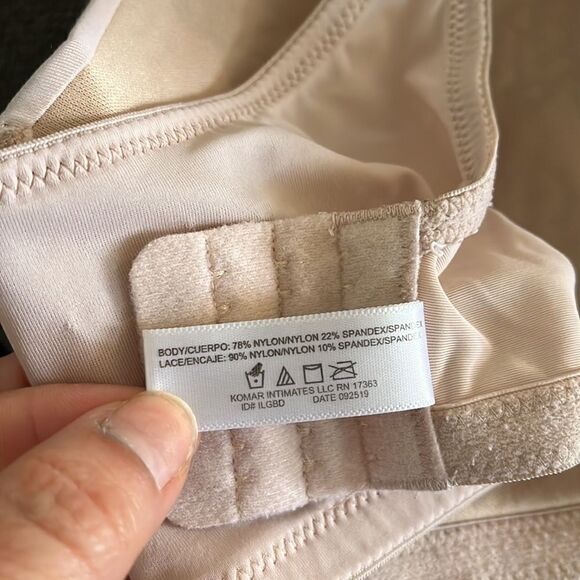 BODY/CUERPO: 78% NYLON/NYLON 22% SPANDEX/SPANDEX
LACE/ENCAJE: 90% NYLON/NYLON 10% SPANDEX/SPANDEX
KOMAR INTIMATES LLC RN 17363
ID# ILGBD DATE 092519